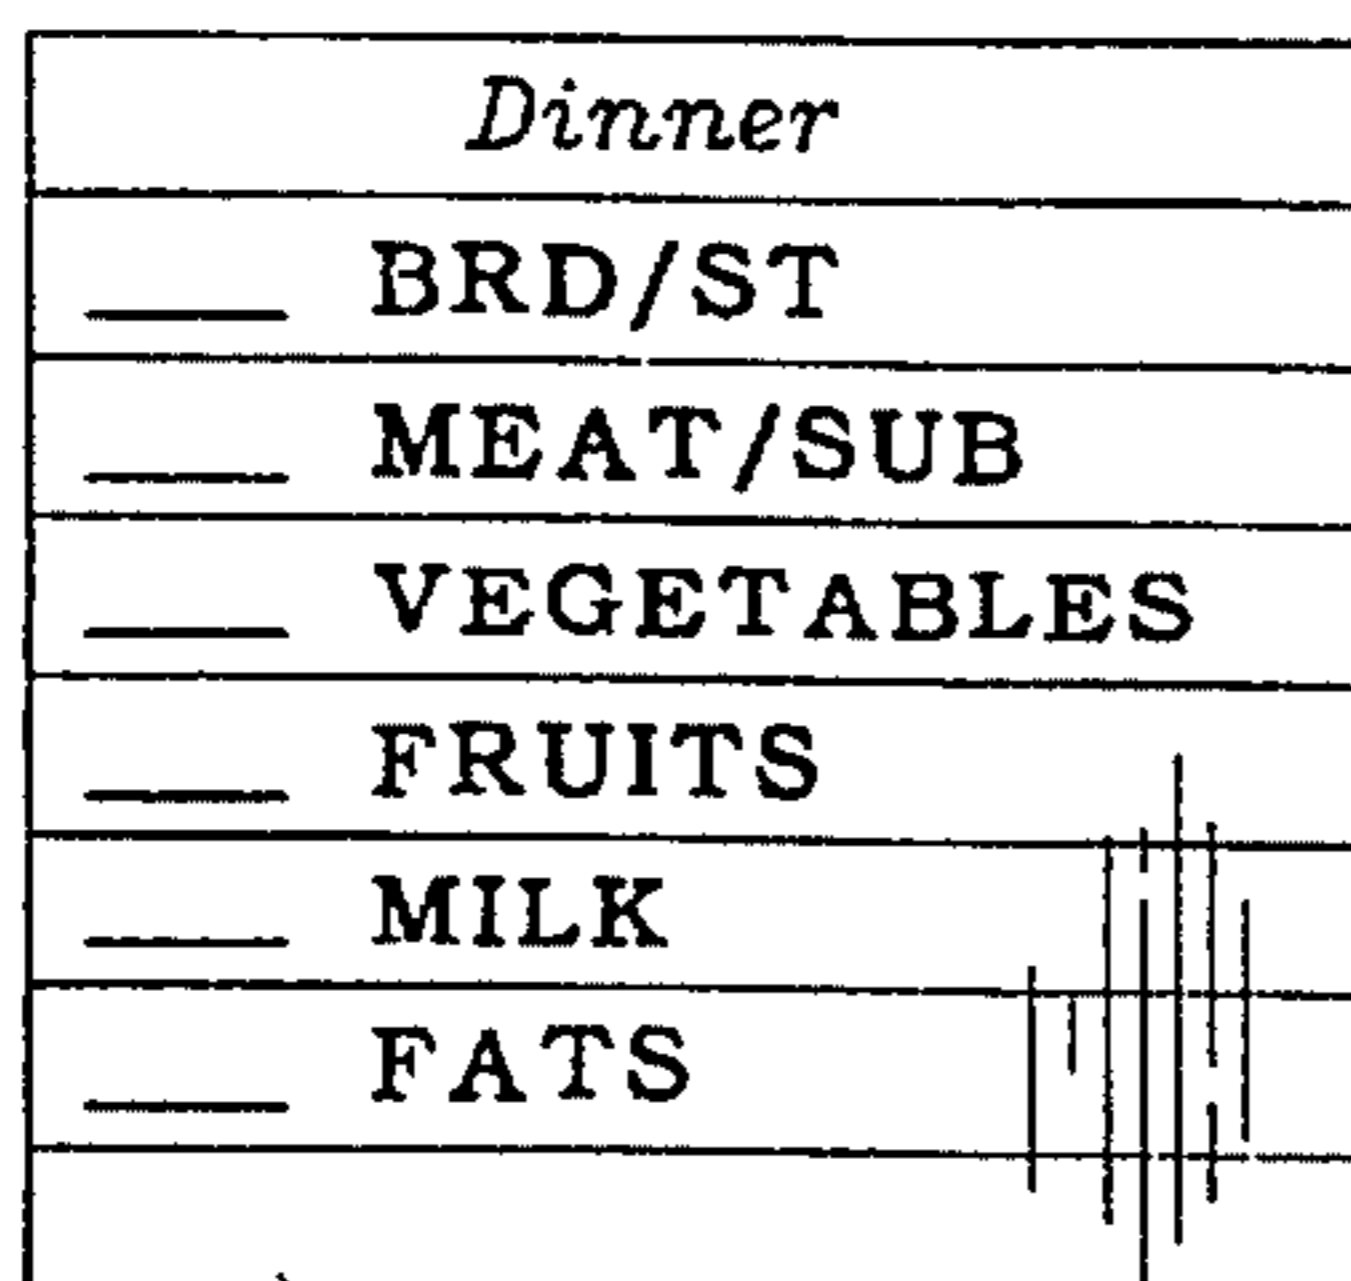 Dinner
___ BRD/ST
___ MEAT/SUB
___ VEGETABLES
___ FRUITS
___ MILK
___ FATS